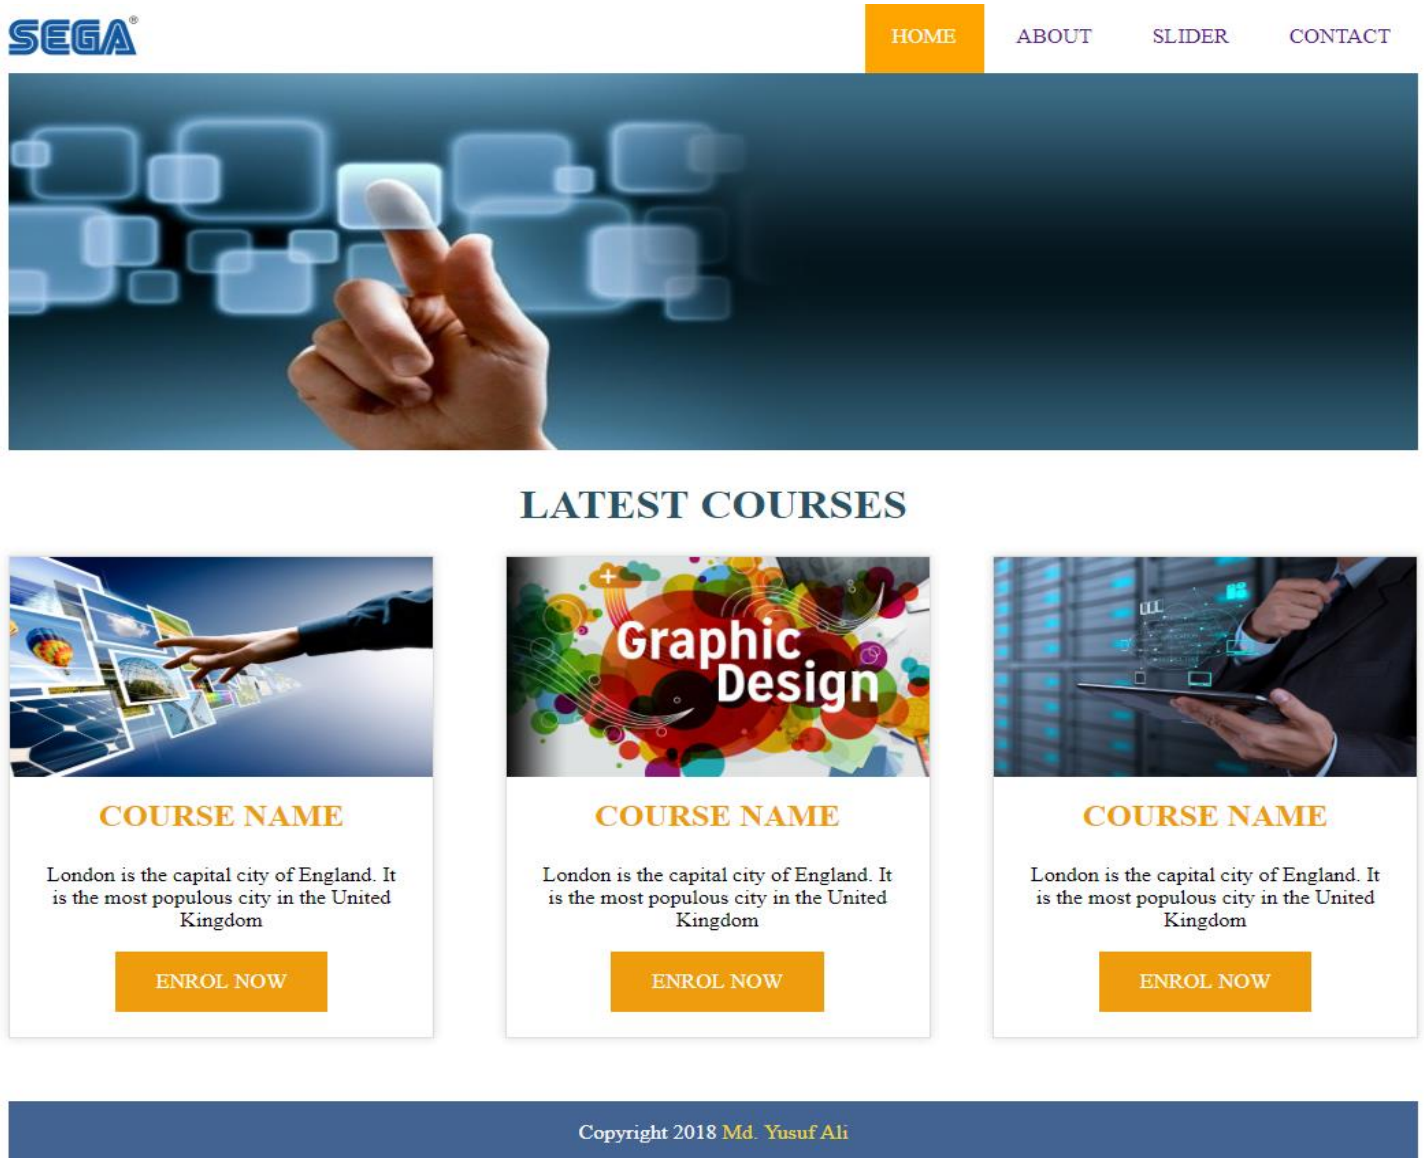 SEGA®
HOME ABOUT SLIDER CONTACT
LATEST COURSES
Graphic
Design
COURSE NAME
London is the capital city of England. It
is the most populous city in the United
Kingdom
ENROL NOW
COURSE NAME
London is the capital city of England. It
is the most populous city in the United
Kingdom
ENROL NOW
COURSE NAME
London is the capital city of England. It
is the most populous city in the United
Kingdom
ENROL NOW
Copyright 2018 Md. Yusuf Ali